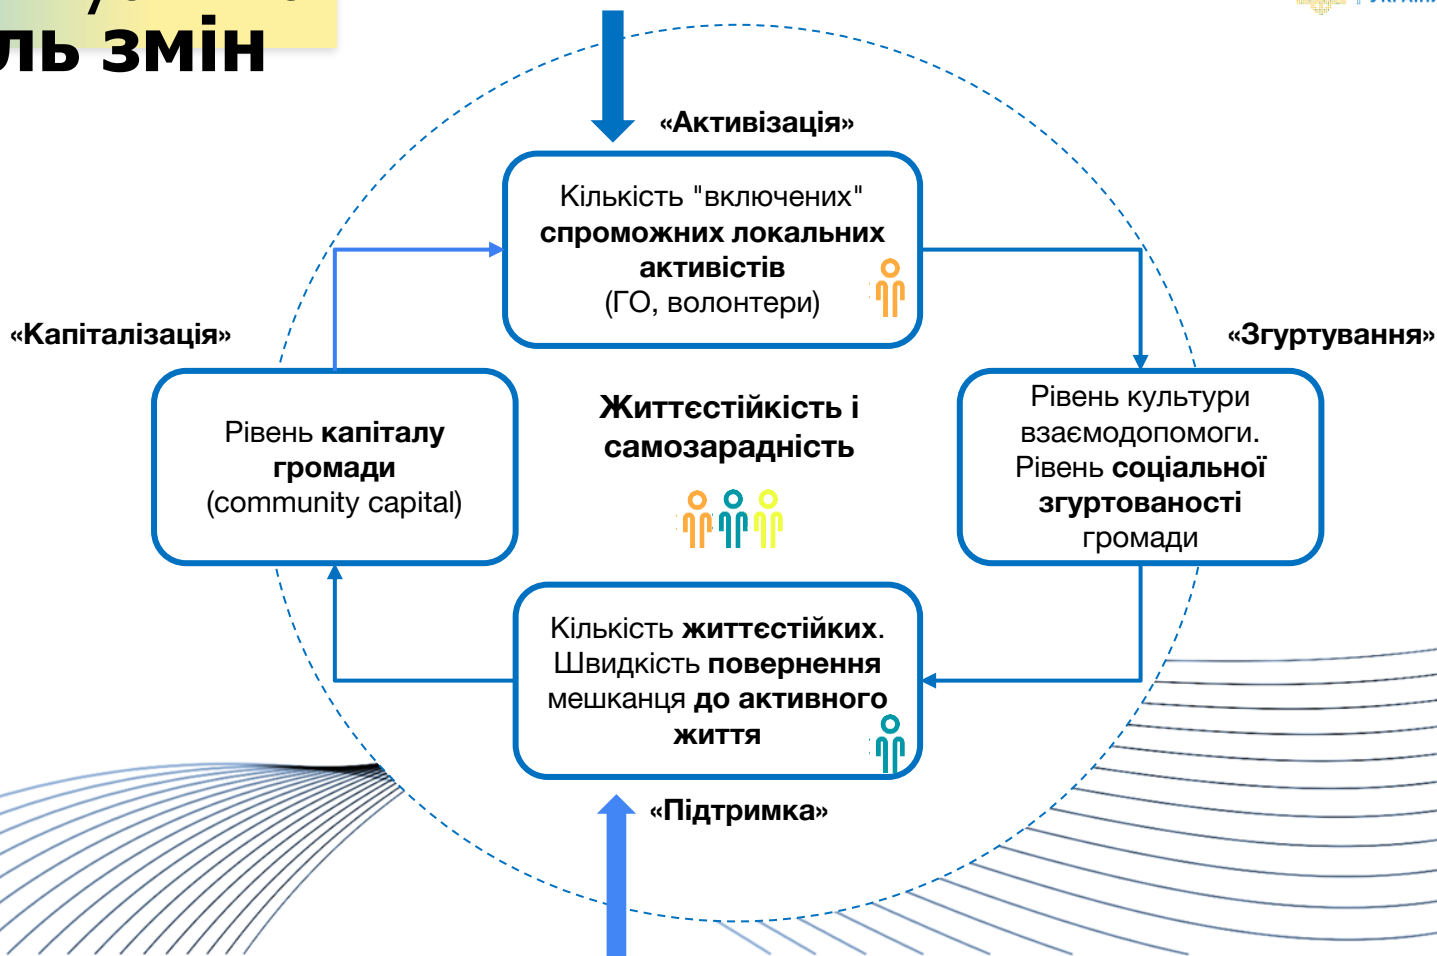 ль змін
«Активізація»
Кількість "включених"
спроможних локальних
активістів
(ГО, волонтери)
«Капіталізація»
«Згуртування»
Рівень капіталу
громади
(community capital)
Життєстійкість і
самозарадність
Рівень культури
взаємодопомоги.
Рівень соціальної
згуртованості
громади
Кількість життєстійких.
Швидкість повернення
мешканця до активного
життя
«Підтримка»